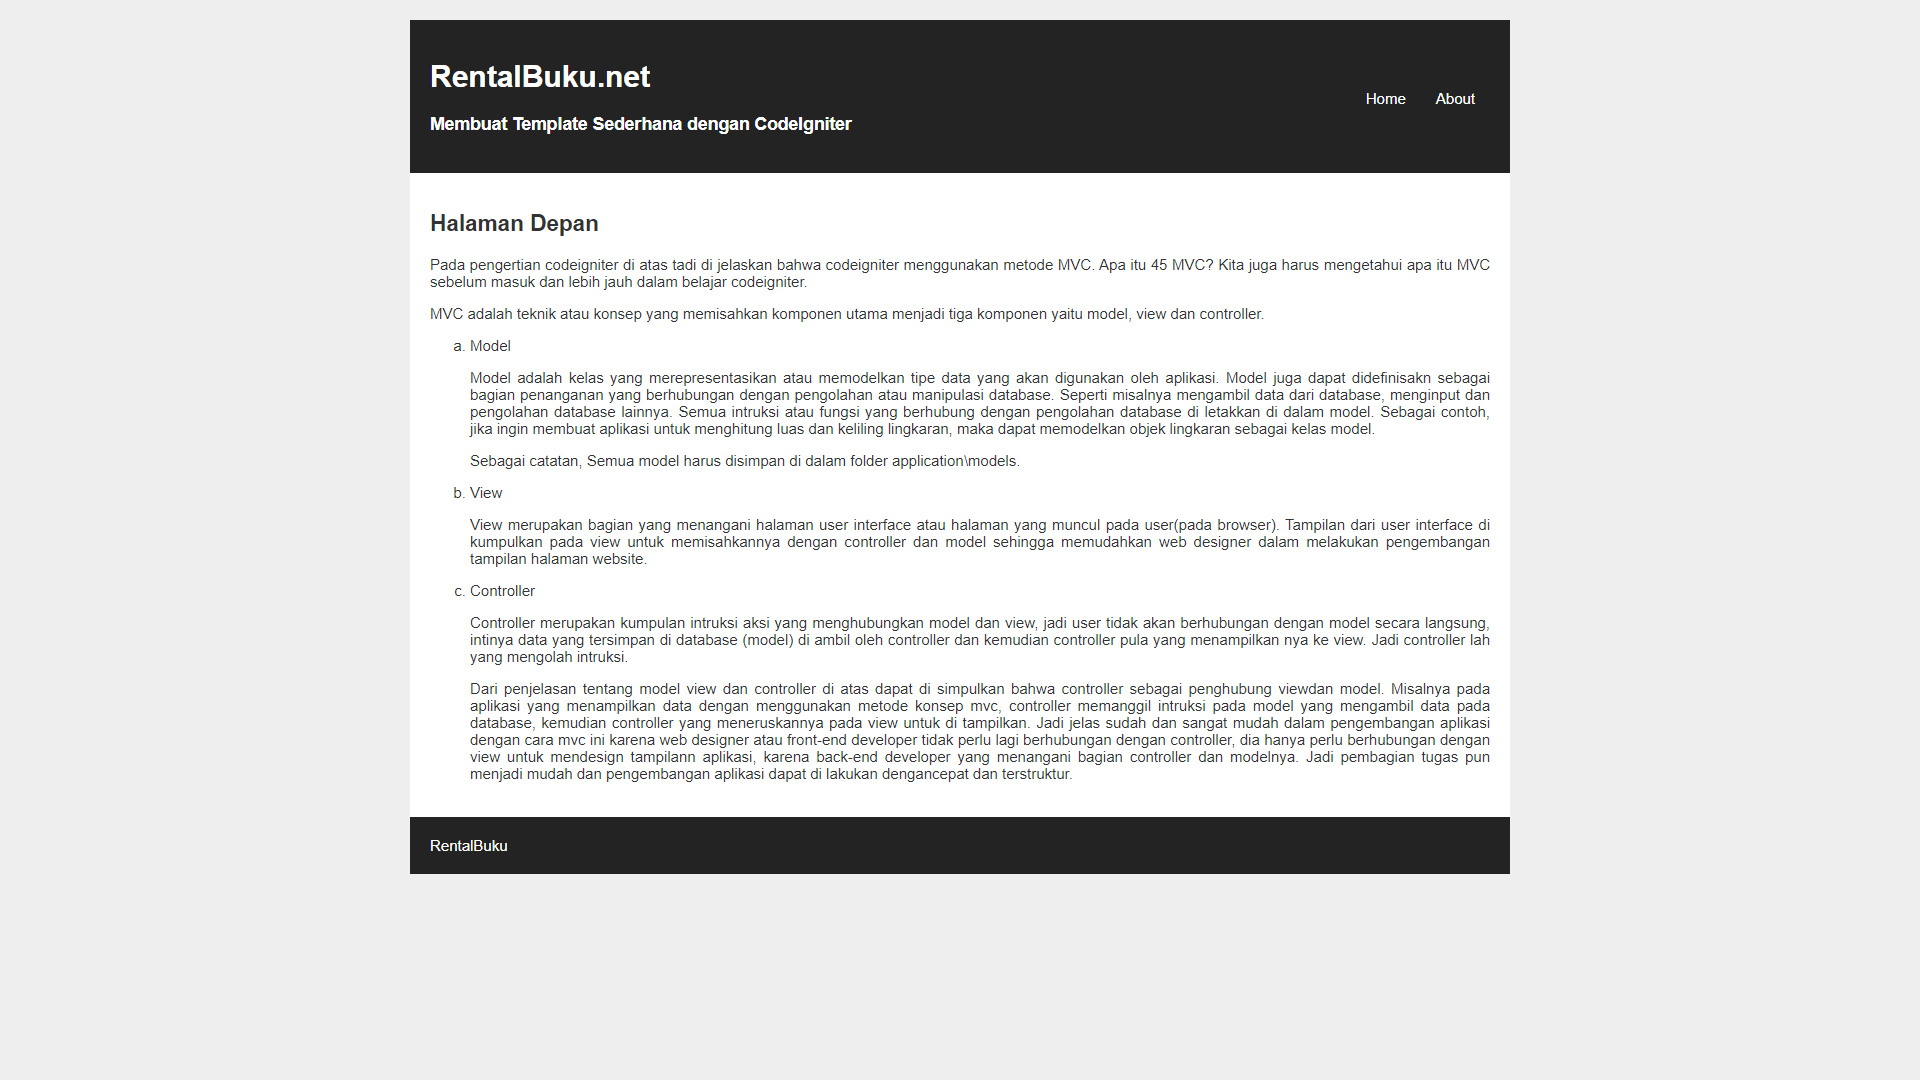 RentalBuku.net
Home About
Membuat Template Sederhana dengan CodeIgniter
Halaman Depan
Pada pengertian codeigniter di atas tadi di jelaskan bahwa codeigniter menggunakan metode MVC. Apa itu 45 MVC? Kita juga harus mengetahui apa itu MVC
sebelum masuk dan lebih jauh dalam belajar codeigniter.
MVC adalah teknik atau konsep yang memisahkan komponen utama menjadi tiga komponen yaitu model, view dan controller.
a. Model
Model adalah kelas yang merepresentasikan atau memodelkan tipe data yang akan digunakan oleh aplikasi. Model juga dapat didefinisakn sebagai
bagian penanganan yang berhubungan dengan pengolahan atau manipulasi database. Seperti misalnya mengambil data dari database, menginput dan
pengolahan database lainnya. Semua intruksi atau fungsi yang berhubung dengan pengolahan database di letakkan di dalam model. Sebagai contoh,
jika ingin membuat aplikasi untuk menghitung luas dan keliling lingkaran, maka dapat memodelkan objek lingkaran sebagai kelas model.
Sebagai catatan, Semua model harus disimpan di dalam folder application\models.
b. View
View merupakan bagian yang menangani halaman user interface atau halaman yang muncul pada user(pada browser). Tampilan dari user interface di
kumpulkan pada view untuk memisahkannya dengan controller dan model sehingga memudahkan web designer dalam melakukan pengembangan
tampilan halaman website.
c. Controller
Controller merupakan kumpulan intruksi aksi yang menghubungkan model dan view, jadi user tidak akan berhubungan dengan model secara langsung,
intinya data yang tersimpan di database (model) di ambil oleh controller dan kemudian controller pula yang menampilkan nya ke view. Jadi controller lah
yang mengolah intruksi.
Dari penjelasan tentang model view dan controller di atas dapat di simpulkan bahwa controller sebagai penghubung viewdan model. Misalnya pada
aplikasi yang menampilkan data dengan menggunakan metode konsep mvc, controller memanggil intruksi pada model yang mengambil data pada
database, kemudian controller yang meneruskannya pada view untuk di tampilkan. Jadi jelas sudah dan sangat mudah dalam pengembangan aplikasi
dengan cara mvc ini karena web designer atau front-end developer tidak perlu lagi berhubungan dengan controller, dia hanya perlu berhubungan dengan
view untuk mendesign tampilann aplikasi, karena back-end developer yang menangani bagian controller dan modelnya. Jadi pembagian tugas pun
menjadi mudah dan pengembangan aplikasi dapat di lakukan dengancepat dan terstruktur.
RentalBuku